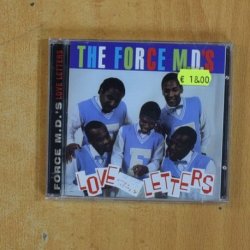 THE FORCE M.D.'S
€ 18.00
FORCE M.D.'S LOVE LETTERS
LOVE LETTERS